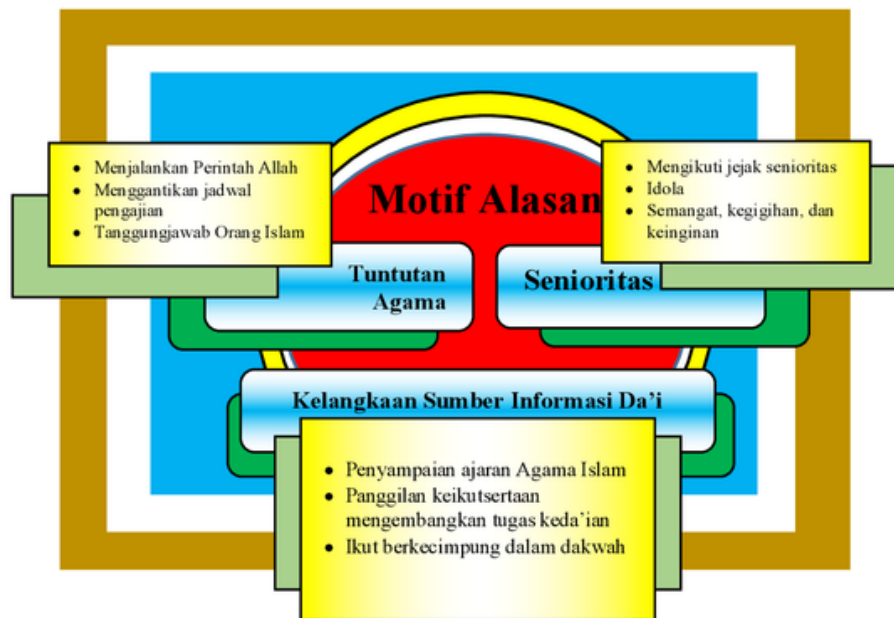 Motif Alasan
• Menjalankan Perintah Allah
• Menggantikan jadwal
pengajian
• Tanggungjawab Orang Islam
Tuntutan
Agama
• Mengikuti jejak senioritas
• Idola
• Semangat, kegigihan, dan
keinginan
Senioritas
Kelangkaan Sumber Informasi Da'i
• Penyampaian ajaran Agama Islam
• Panggilan keikutsertaan
mengembangkan tugas keda'ian
• Ikut berkecimpung dalam dakwah